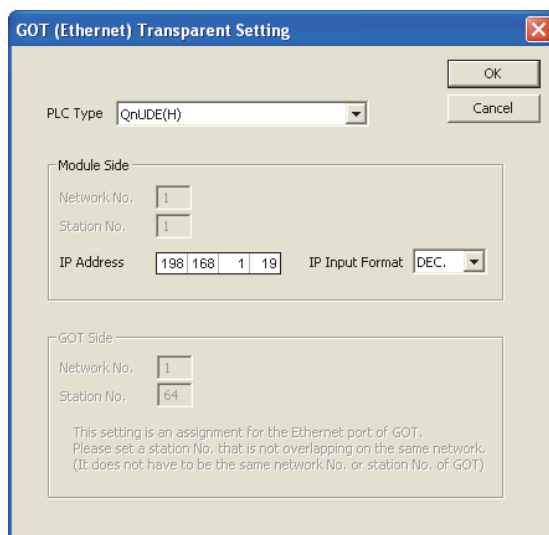 GOT (Ethernet) Transparent Setting
OK
PLC Type QnUDE(H)
Cancel
Module Side
Network No. 1
Station No. 1
IP Address 198 168 1 19 IP Input Format DEC.
GOT Side
Network No. 1
Station No. 64
This setting is an assignment for the Ethernet port of GOT.
Please set a station No. that is not overlapping on the same network.
(It does not have to be the same network No. or station No. of GOT)